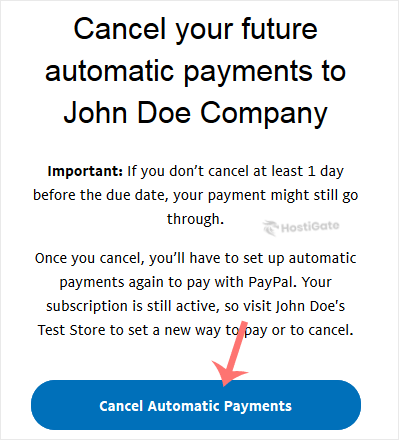 Cancel your future
automatic payments to
John Doe Company
Important: If you don’t cancel at least 1 day
before the due date, your payment might still go
through.
HostiGate
Once you cancel, you’ll have to set up automatic
payments again to pay with PayPal. Your
subscription is still active, so visit John Doe's
Test Store to set a new way to pay or to cancel.
Cancel Automatic Payments